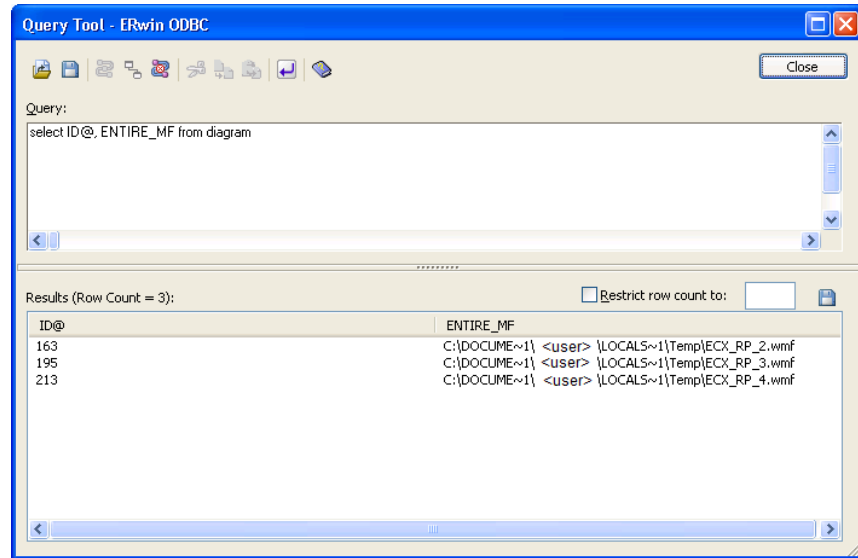 Query Tool - ERwin ODBC
Close
Query:
select ID@, ENTIRE_MF from diagram
Results (Row Count = 3):
Restrict row count to:
ID@ ENTIRE_MF
163 C:\DOCUME~1\ <user> \LOCALS~1\Temp\ECX_RP_2.wmf
195 C:\DOCUME~1\ <user> \LOCALS~1\Temp\ECX_RP_3.wmf
213 C:\DOCUME~1\ <user> \LOCALS~1\Temp\ECX_RP_4.wmf